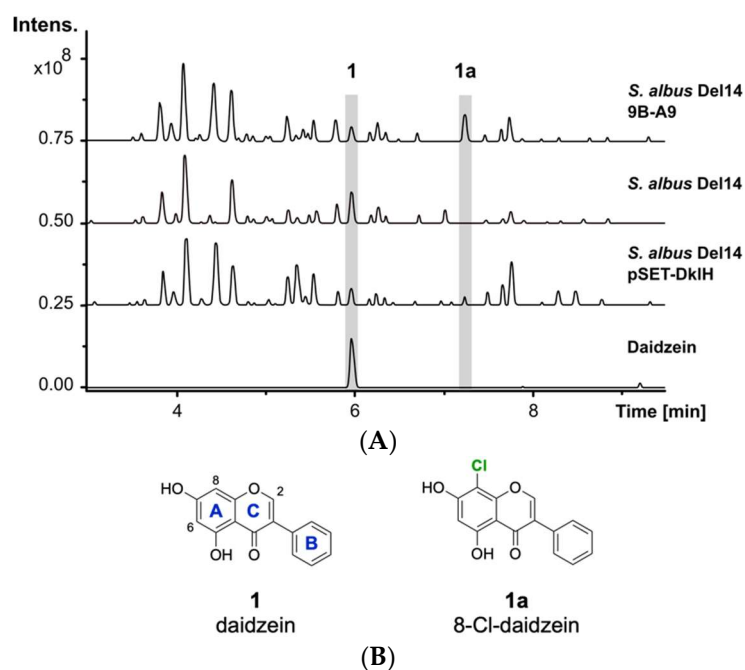 Intens.
x10⁸
0.75
0.50
0.25
0.00
1
1a
S. albus Del14
9B-A9
S. albus Del14
S. albus Del14
pSET-DklH
Daidzein
4
6
8
Time [min]
(A)
HO
8
O
2
A
C
6
B
OH
O
1
daidzein
Cl
HO
O
OH
O
1a
8-Cl-daidzein
(B)